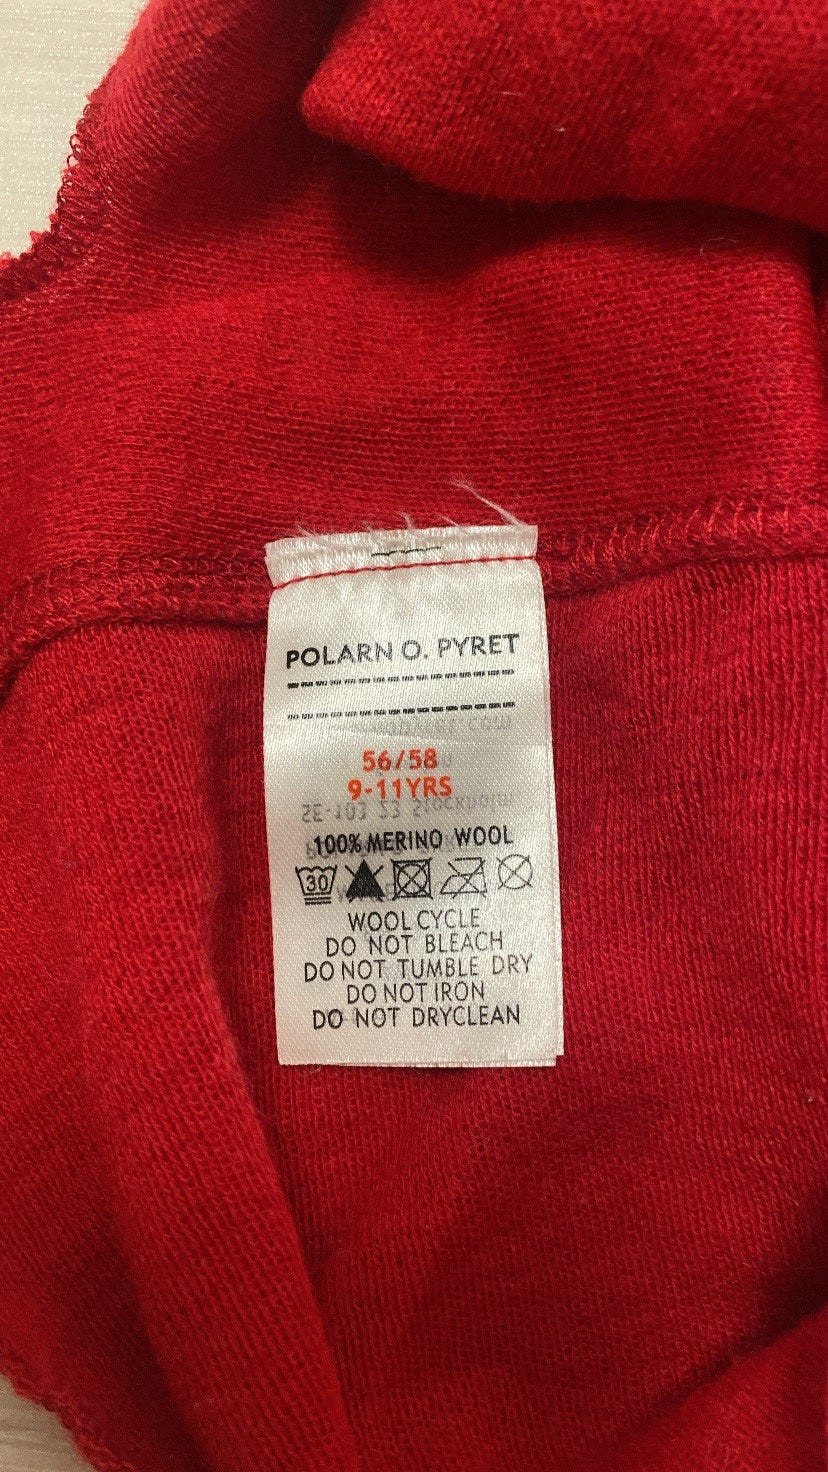 POLARN O. PYRET
56/58
9-11YRS
100% MERINO WOOL
30
WOOL CYCLE
DO NOT BLEACH
DO NOT TUMBLE DRY
DO NOT IRON
DO NOT DRYCLEAN